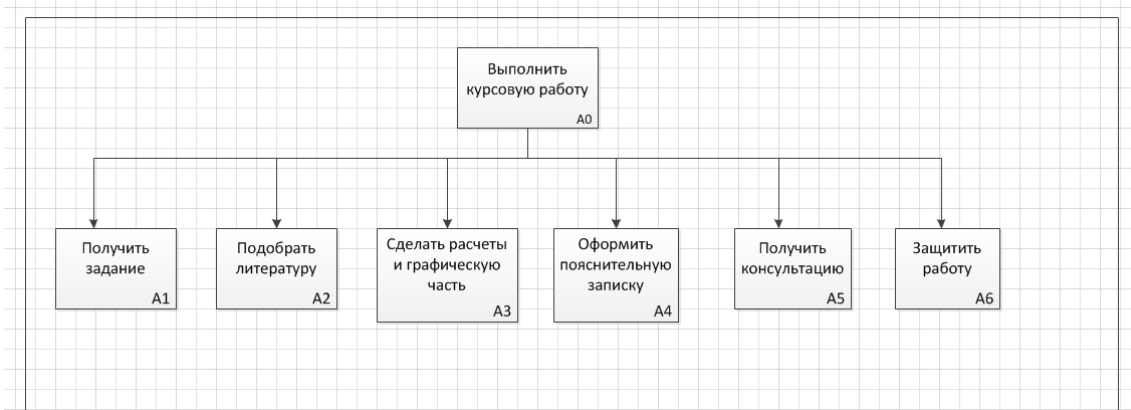 Выполнить
курсовую работу
A0
Получить
задание
A1
Подобрать
литературу
A2
Сделать расчеты
и графическую
часть
A3
Оформить
пояснительную
записку
A4
Получить
консультацию
A5
Защитить
работу
A6